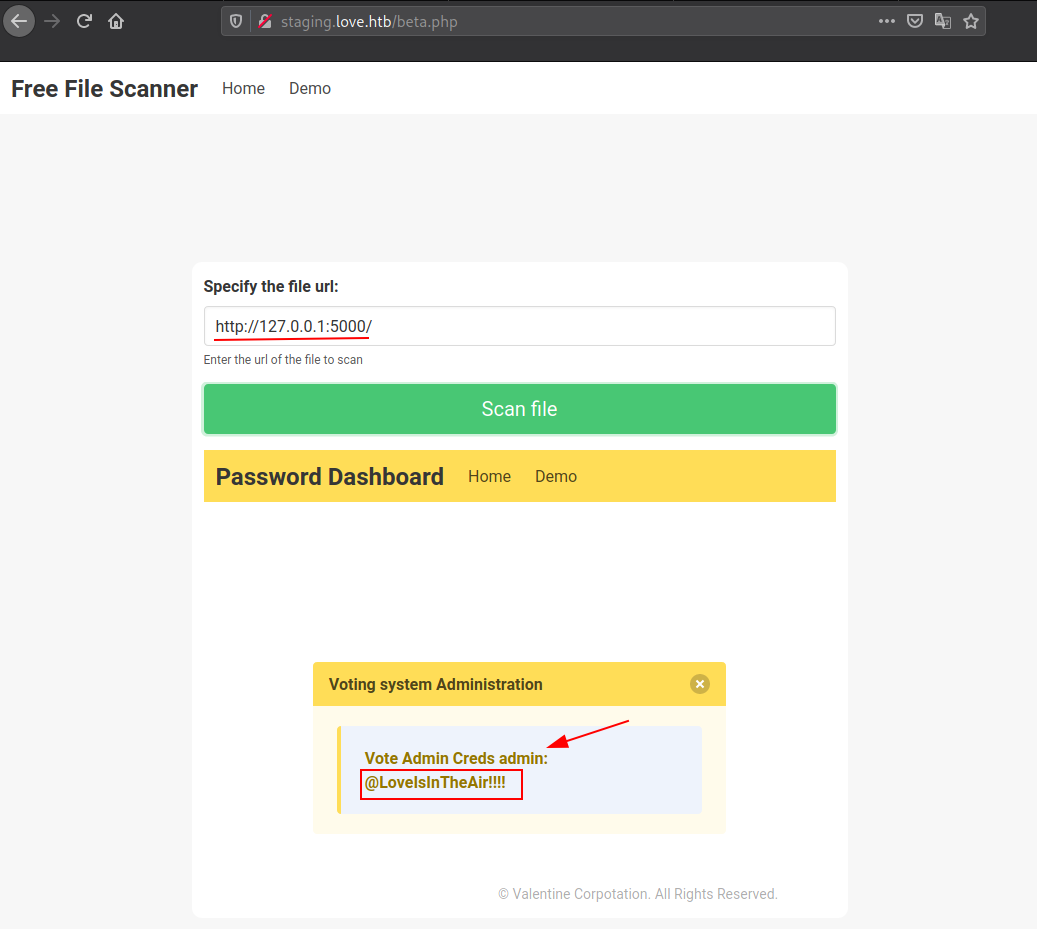 staging.love.htb/beta.php
Free File Scanner Home Demo
Specify the file url:
http://127.0.0.1:5000/
Enter the url of the file to scan
Scan file
Password Dashboard Home Demo
Voting system Administration
Vote Admin Creds admin:
@LoveIsInTheAir!!!!
© Valentine Corpotation. All Rights Reserved.